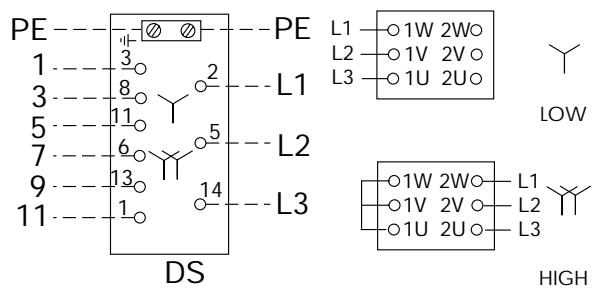 PE PE
1 3
2 L1
3 8
5 11
5 L2
7 6
9 13
14 L3
11 1
DS
L1 1W 2W
L2 1V 2V
L3 1U 2U
LOW
1W 2W L1
1V 2V L2
1U 2U L3
HIGH